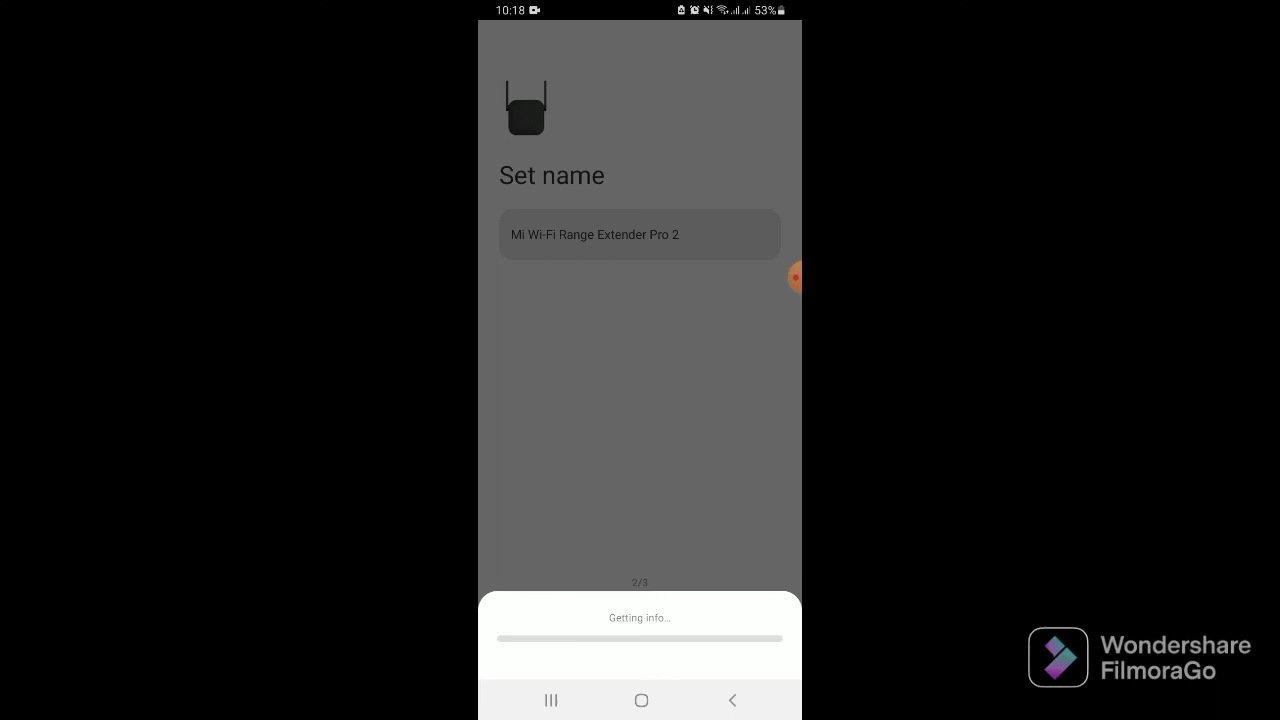 10:18
53%
Set name
Mi Wi-Fi Range Extender Pro 2
2/3
Getting info...
Wondershare
FilmoraGo